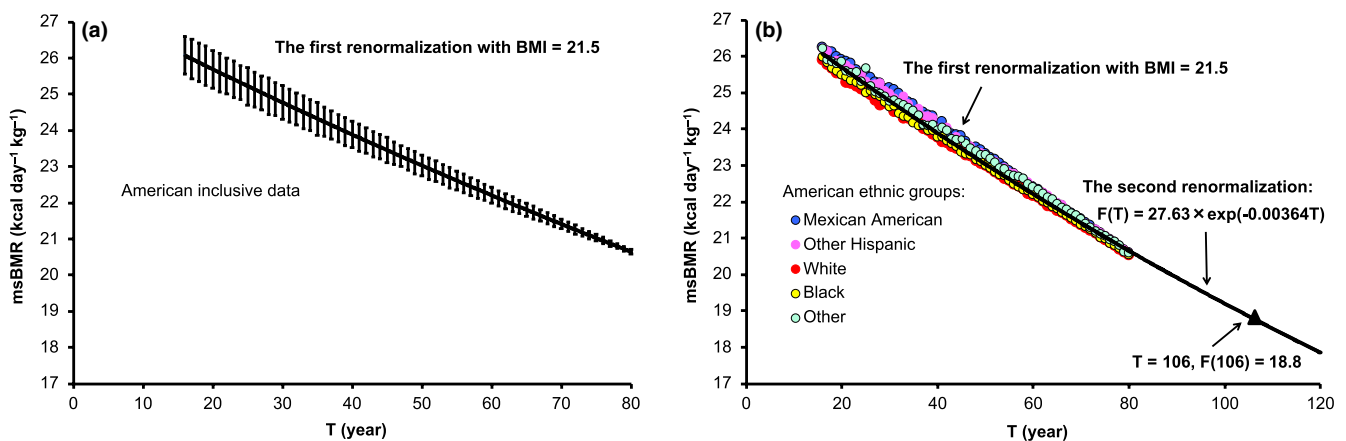 (a)
The first renormalization with BMI = 21.5
American inclusive data
msBMR (kcal day⁻¹ kg⁻¹)
27
26
25
24
23
22
21
20
19
18
17
0 10 20 30 40 50 60 70 80
T (year)
(b)
The first renormalization with BMI = 21.5
American ethnic groups:
Mexican American
Other Hispanic
White
Black
Other
The second renormalization:
F(T) = 27.63×exp(-0.00364T)
T = 106, F(106) = 18.8
msBMR (kcal day⁻¹ kg⁻¹)
27
26
25
24
23
22
21
20
19
18
17
0 20 40 60 80 100 120
T (year)